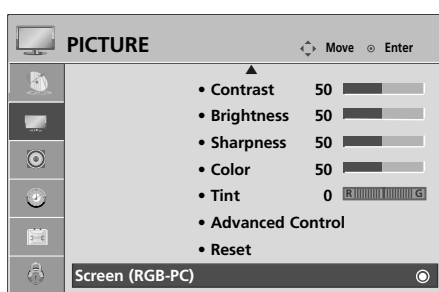 PICTURE
Move Enter
• Contrast 50
• Brightness 50
• Sharpness 50
• Color 50
• Tint 0 R G
• Advanced Control
• Reset
Screen (RGB-PC)